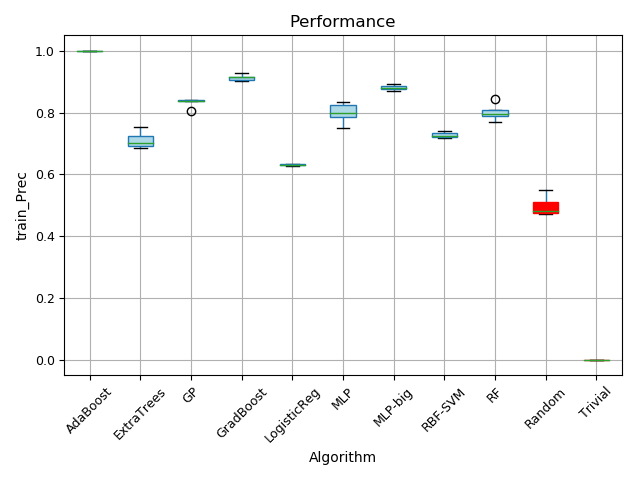 Performance
train_Prec
1.0
0.8
0.6
0.4
0.2
0.0
AdaBoost
ExtraTrees
GP
GradBoost
LogisticReg
MLP
MLP-big
RBF-SVM
RF
Random
Trivial
Algorithm